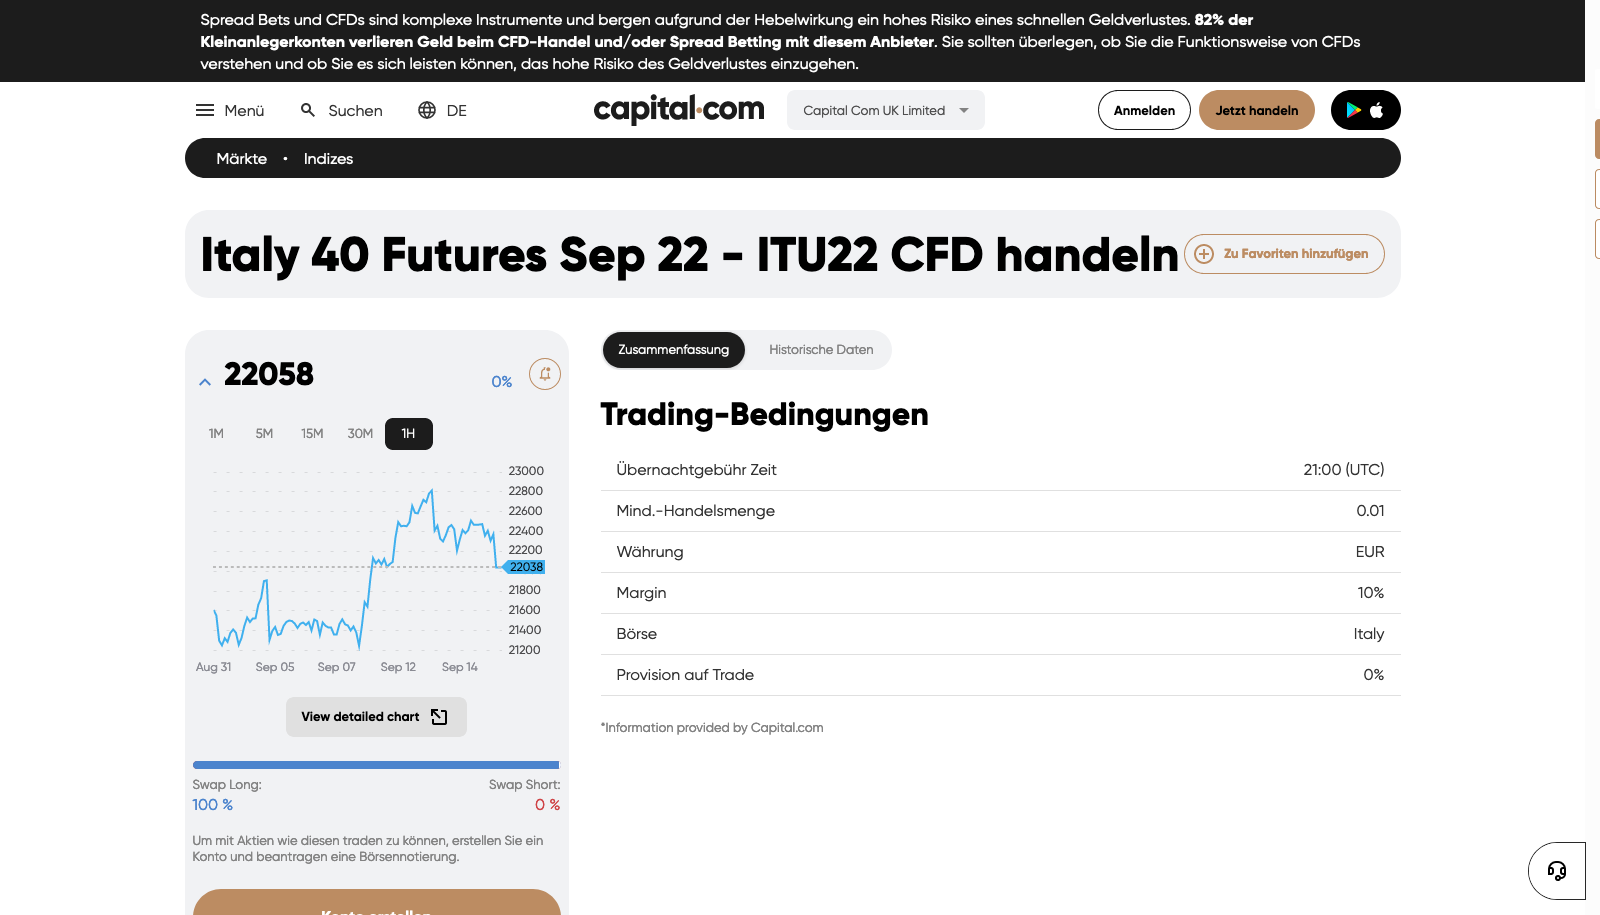 Spread Bets und CFDs sind komplexe Instrumente und bergen aufgrund der Hebelwirkung ein hohes Risiko eines schnellen Geldverlustes. 82% der
Kleinanlegerkonten verlieren Geld beim CFD-Handel und/oder Spread Betting mit diesem Anbieter. Sie sollten überlegen, ob Sie die Funktionsweise von CFDs
verstehen und ob Sie es sich leisten können, das hohe Risiko des Geldverlustes einzugehen.
Menü
Suchen
DE
capital.com
Capital Com UK Limited
Anmelden
Jetzt handeln
Märkte • Indizes
Italy 40 Futures Sep 22 - ITU22 CFD handeln
Zu Favoriten hinzufügen
22058
0%
1M 5M 15M 30M 1H
23000
22800
22600
22400
22200
22038
21800
21600
21400
21200
Aug 31 Sep 05 Sep 07 Sep 12 Sep 14
View detailed chart
Swap Long: Swap Short:
100 % 0 %
Um mit Aktien wie diesen traden zu können, erstellen Sie ein
Konto und beantragen eine Börsennotierung.
Konto erstellen
Zusammenfassung Historische Daten
Trading-Bedingungen
Übernachtgebühr Zeit 21:00 (UTC)
Mind.-Handelsmenge 0.01
Währung EUR
Margin 10%
Börse Italy
Provision auf Trade 0%
*Information provided by Capital.com